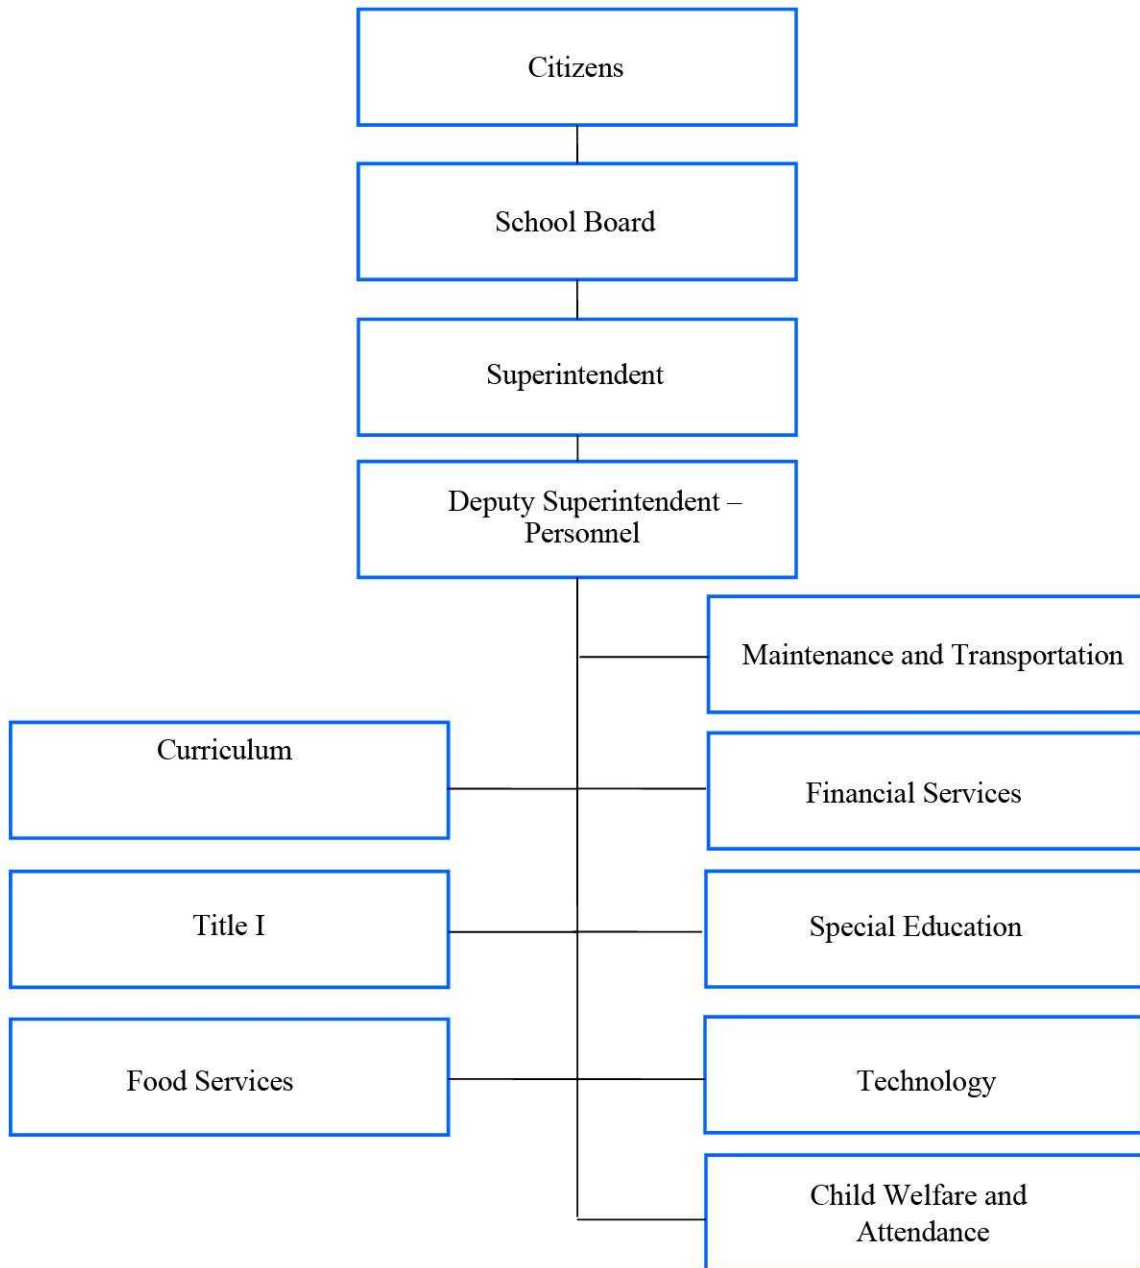 Citizens
School Board
Superintendent
Deputy Superintendent –
Personnel
Maintenance and Transportation
Curriculum
Financial Services
Title I
Special Education
Food Services
Technology
Child Welfare and
Attendance